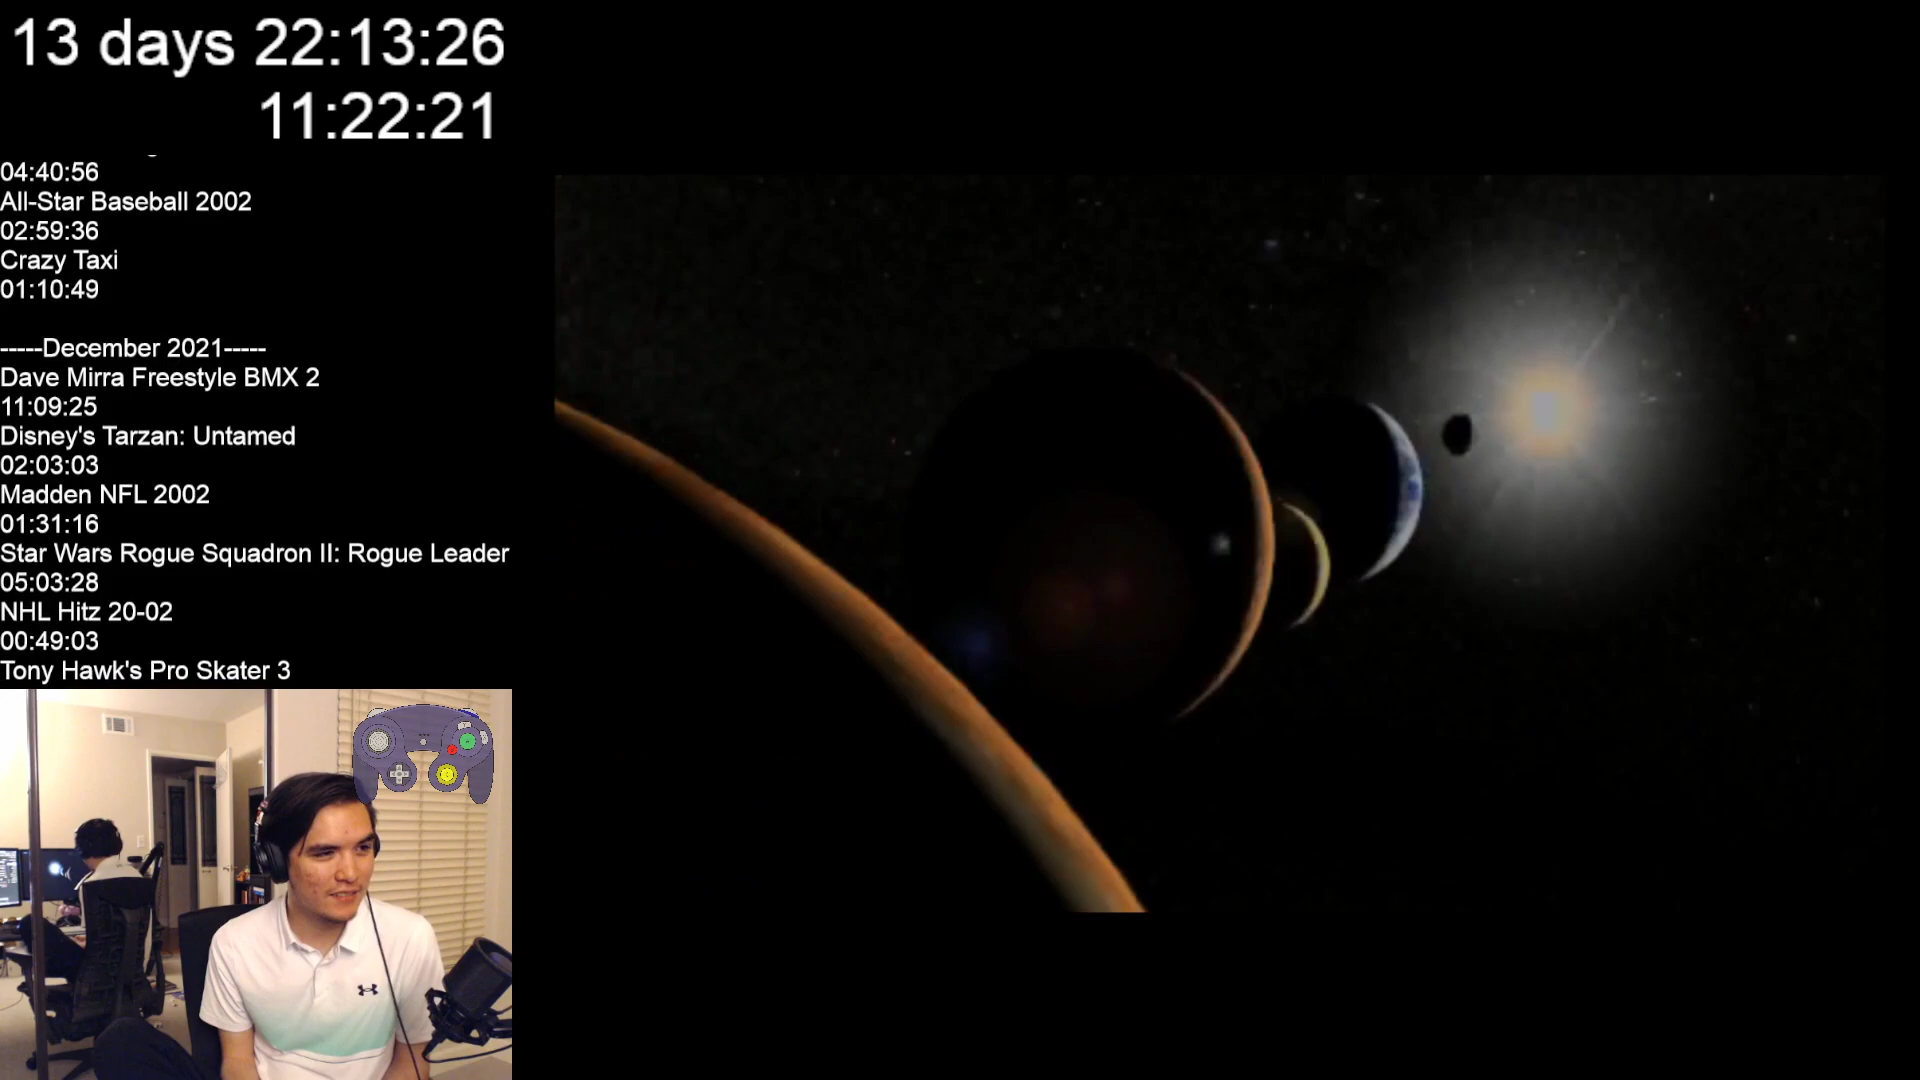 13 days 22:13:26
11:22:21
04:40:56
All-Star Baseball 2002
02:59:36
Crazy Taxi
01:10:49
-----December 2021-----
Dave Mirra Freestyle BMX 2
11:09:25
Disney's Tarzan: Untamed
02:03:03
Madden NFL 2002
01:31:16
Star Wars Rogue Squadron II: Rogue Leader
05:03:28
NHL Hitz 20-02
00:49:03
Tony Hawk's Pro Skater 3